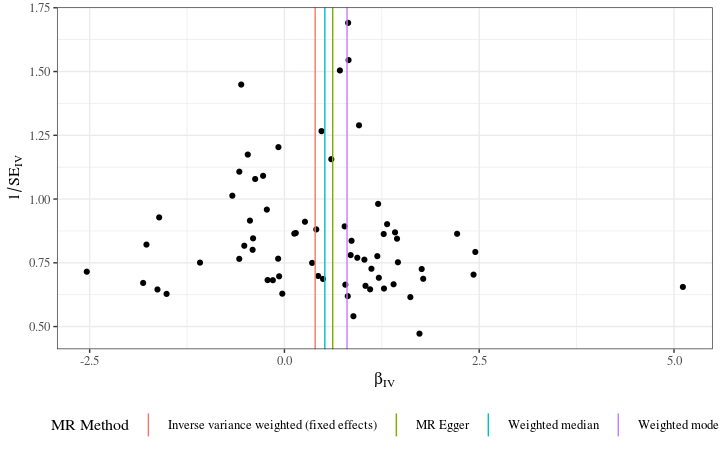 1.75
1.50
1.25
1.00
0.75
0.50
1/SE_IV
-2.5
0.0
2.5
5.0
β_IV
MR Method
Inverse variance weighted (fixed effects)
MR Egger
Weighted median
Weighted mode